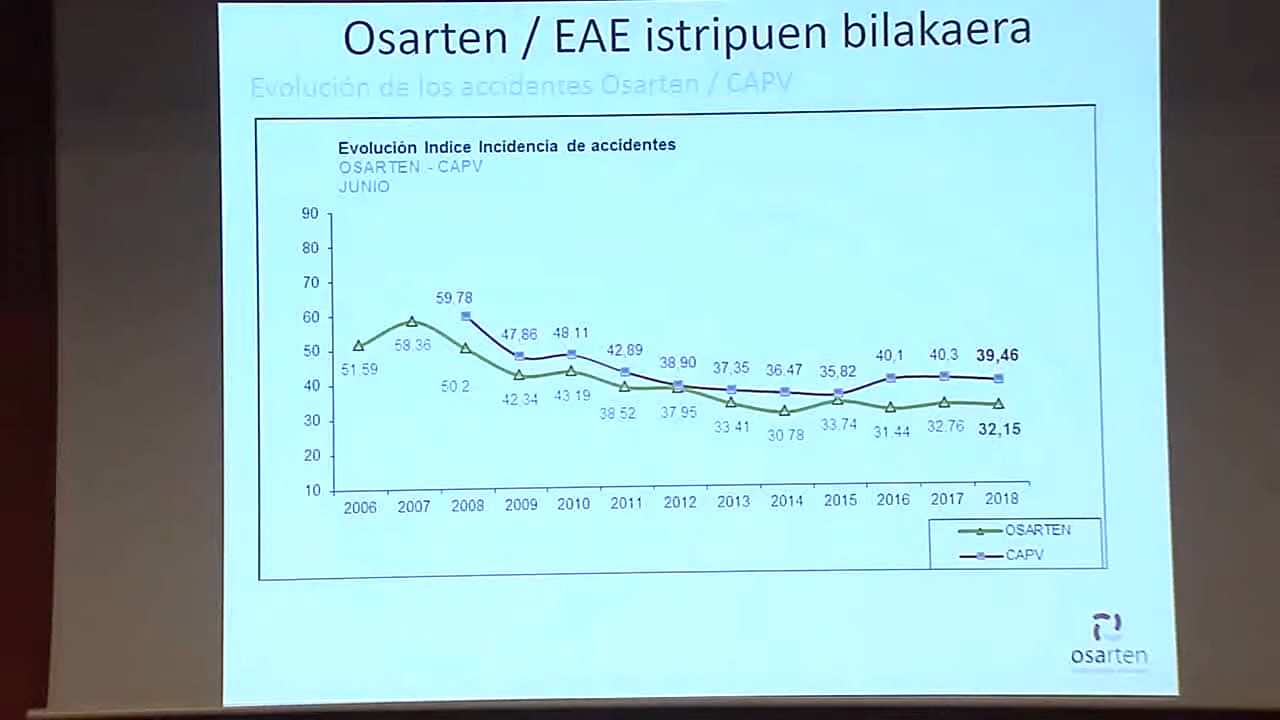 Osarten / EAE istripuen bilakaera
Evolución de los accidentes Osarten / CAPV
Evolución Indice Incidencia de accidentes
OSARTEN - CAPV
JUNIO
90
80
70
60
50
40
30
20
10
59.78
47,86 48.11
42,89
38,90 37,35 36.47 35,82
40,1 40.3 39,46
51.59
58.36
50.2
42.34 43.19
38.52 37.95
33.41 30.78
33.74 31.44 32.76 32,15
2006 2007 2008 2009 2010 2011 2012 2013 2014 2015 2016 2017 2018
OSARTEN
CAPV
osarten